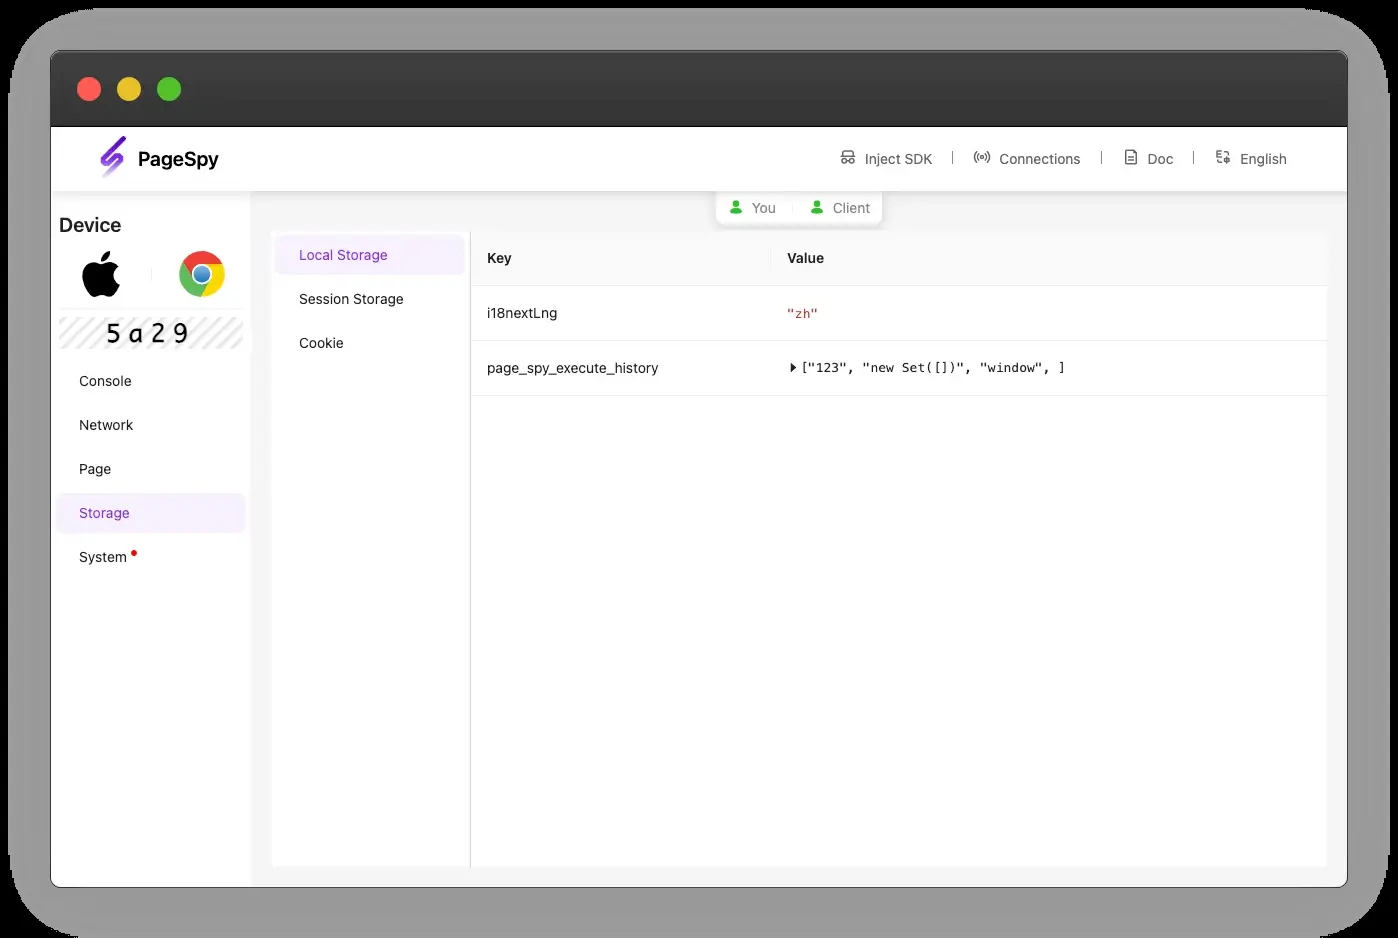 PageSpy
Inject SDK
Connections
Doc
English
You
Client
Device
5a29
Console
Network
Page
Storage
System
Local Storage
Session Storage
Cookie
Key Value
i18nextLng "zh"
page_spy_execute_history ["123", "new Set([])", "window", ]